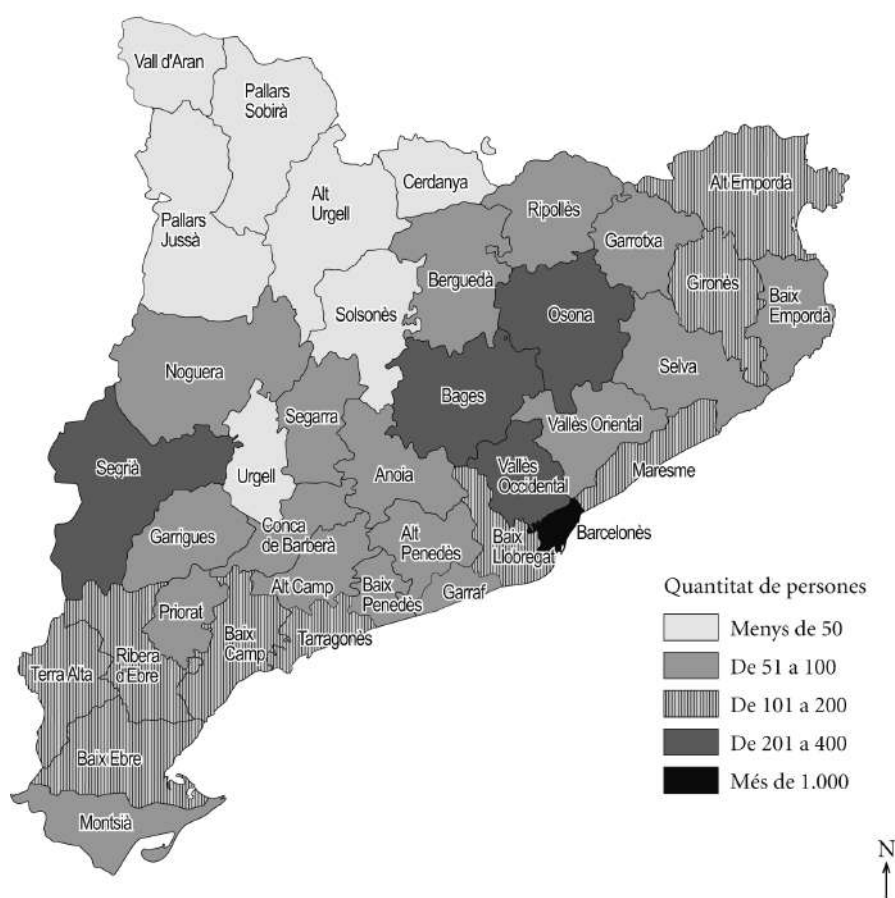 Vall d'Aran
Pallars
Sobirà
Pallars
Jussà
Alt
Urgell
Cerdanya
Ripollès
Alt Empordà
Garrotxa
Berguedà
Gironès
Baix
Empordà
Solsonès
Osona
Noguera
Selva
Bages
Segarra
Vallès Oriental
Segrià
Urgell
Anoia
Vallès
Occidental
Maresme
Garrigues
Conca
de Barberà
Alt
Penedès
Baix
Llobregat
Barcelonès
Alt Camp
Baix
Penedès
Garraf
Priorat
Baix
Camp
Tarragonès
Terra Alta
Ribera
d'Ebre
Baix Ebre
Montsià
Quantitat de persones
Menys de 50
De 51 a 100
De 101 a 200
De 201 a 400
Més de 1.000
N